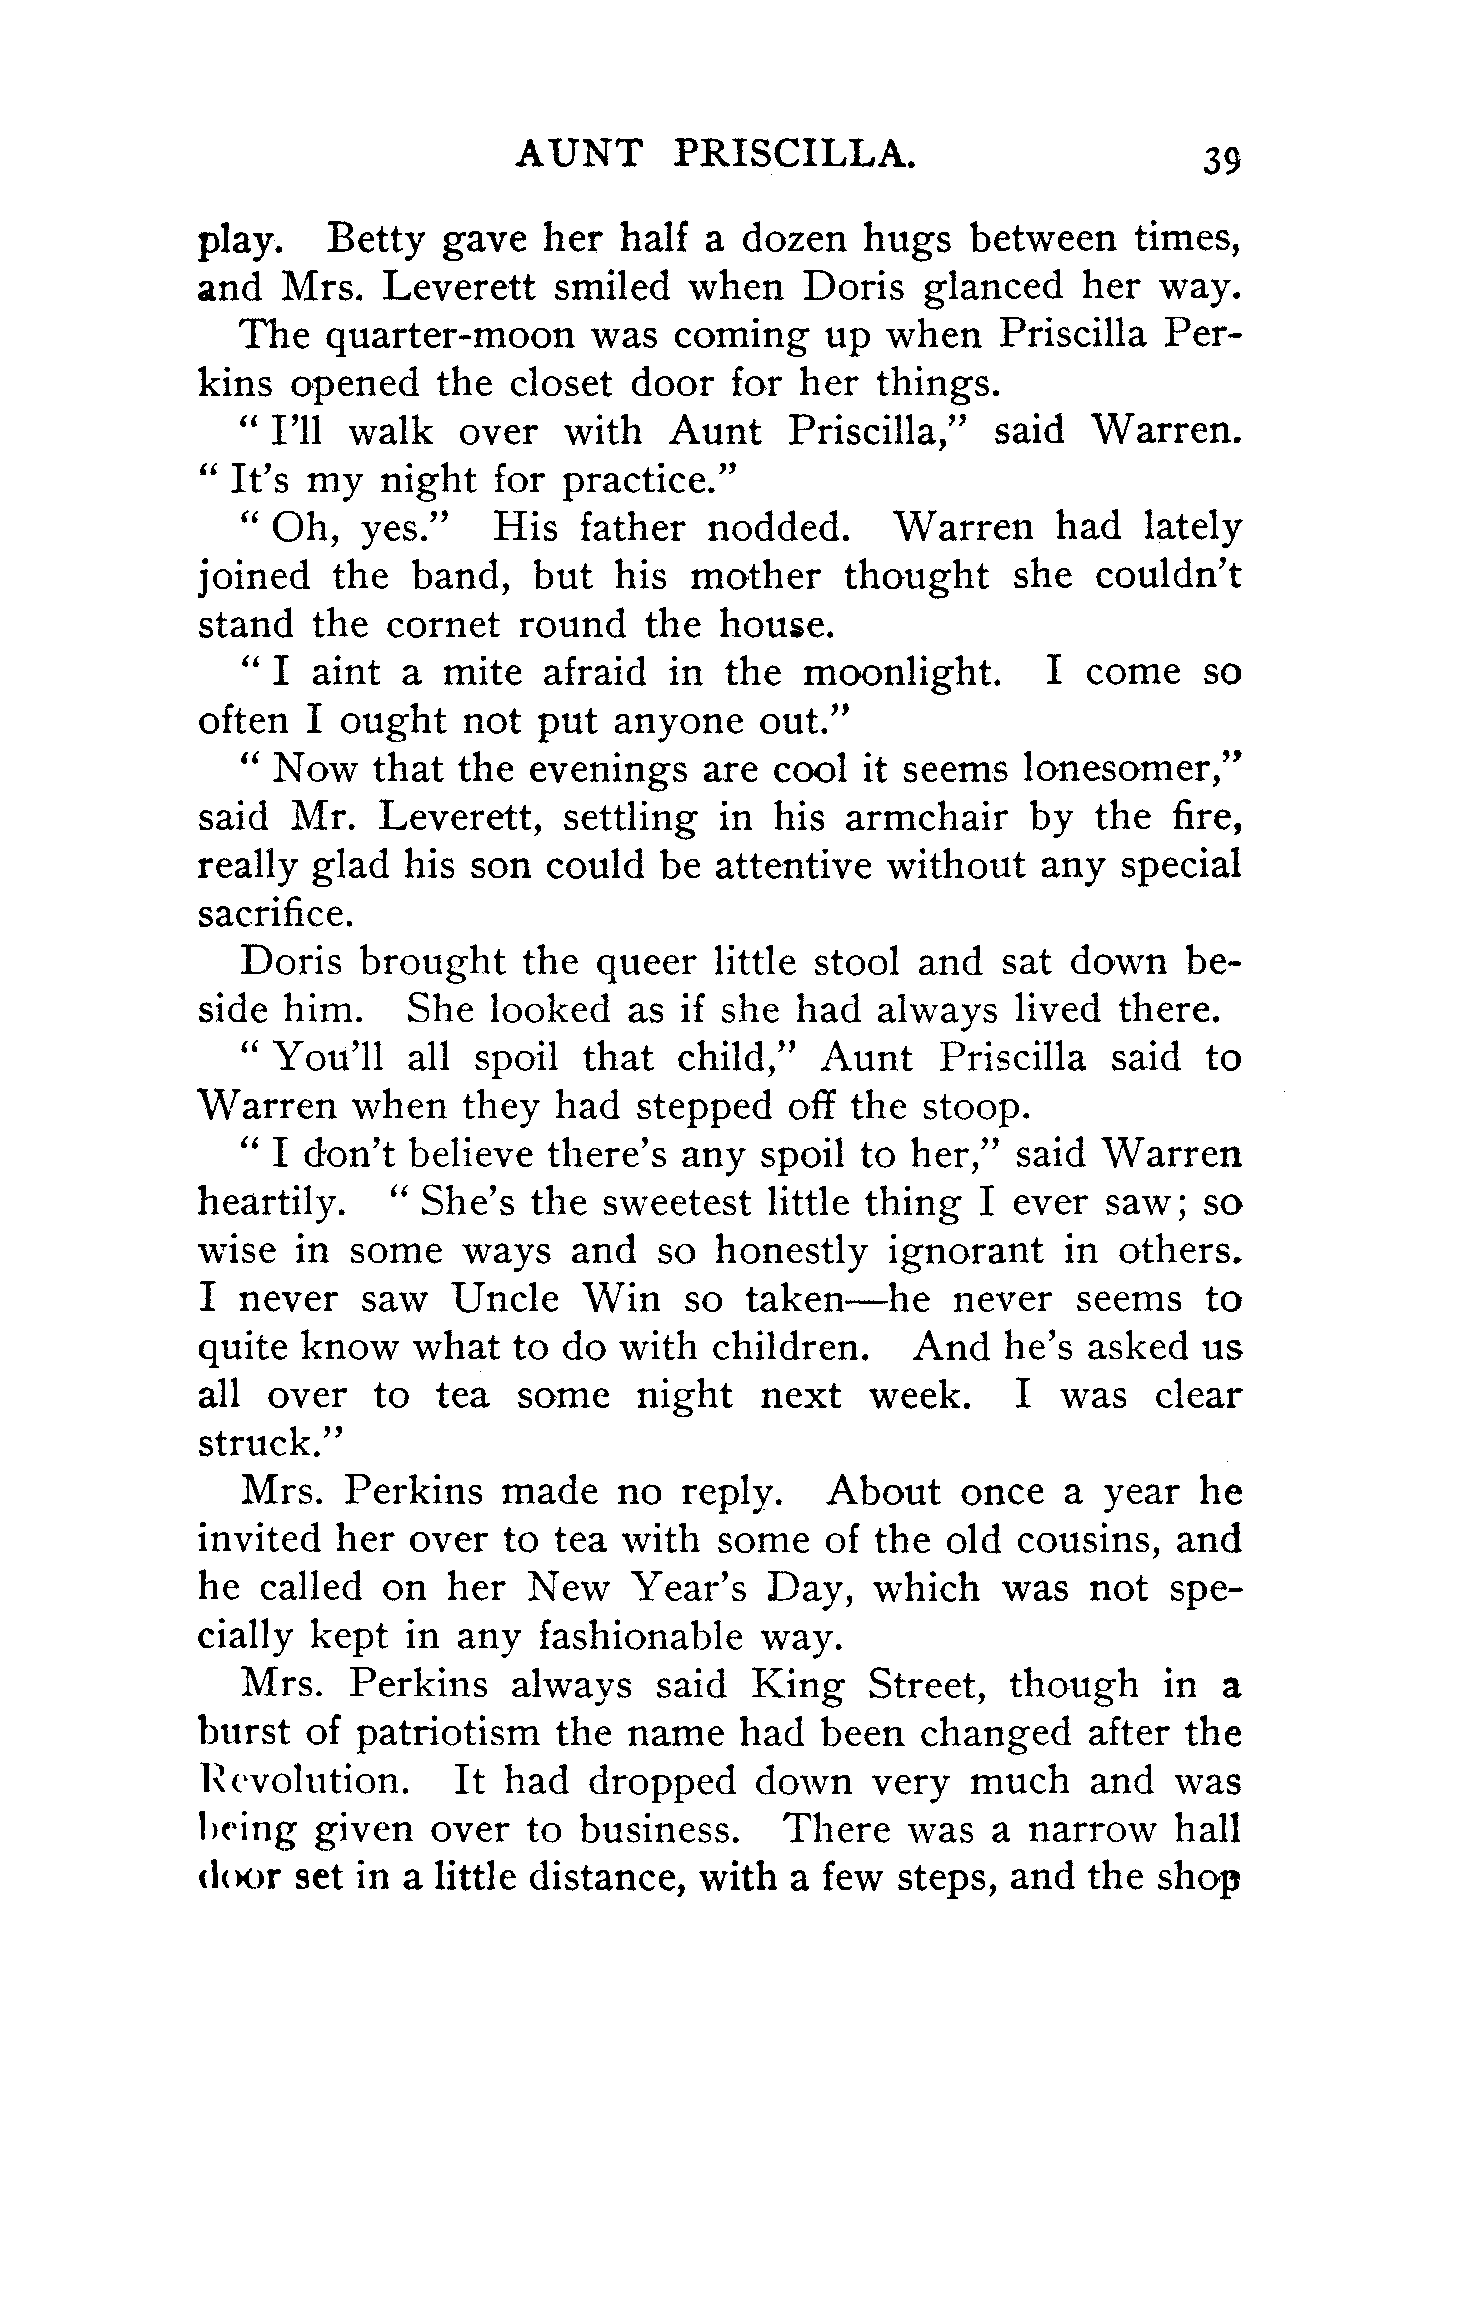 AUNT PRISCILLA. 39
play. Betty gave her half a dozen hugs between times,
and Mrs. Leverett smiled when Doris glanced her way.
The quarter-moon was coming up when Priscilla Per-
kins opened the closet door for her things.
" I'll walk over with Aunt Priscilla," said Warren.
" It's my night for practice."
" Oh, yes." His father nodded. Warren had lately
joined the band, but his mother thought she couldn't
stand the cornet round the house.
" I aint a mite afraid in the moonlight. I come so
often I ought not put anyone out."
" Now that the evenings are cool it seems lonesomer,"
said Mr. Leverett, settling in his armchair by the fire,
really glad his son could be attentive without any special
sacrifice.
Doris brought the queer little stool and sat down be-
side him. She looked as if she had always lived there.
" You'll all spoil that child," Aunt Priscilla said to
Warren when they had stepped off the stoop.
" I don't believe there's any spoil to her," said Warren
heartily. " She's the sweetest little thing I ever saw; so
wise in some ways and so honestly ignorant in others.
I never saw Uncle Win so taken—he never seems to
quite know what to do with children. And he's asked us
all over to tea some night next week. I was clear
struck."
Mrs. Perkins made no reply. About once a year he
invited her over to tea with some of the old cousins, and
he called on her New Year's Day, which was not spe-
cially kept in any fashionable way.
Mrs. Perkins always said King Street, though in a
burst of patriotism the name had been changed after the
Revolution. It had dropped down very much and was
being given over to business. There was a narrow hall
door set in a little distance, with a few steps, and the shop